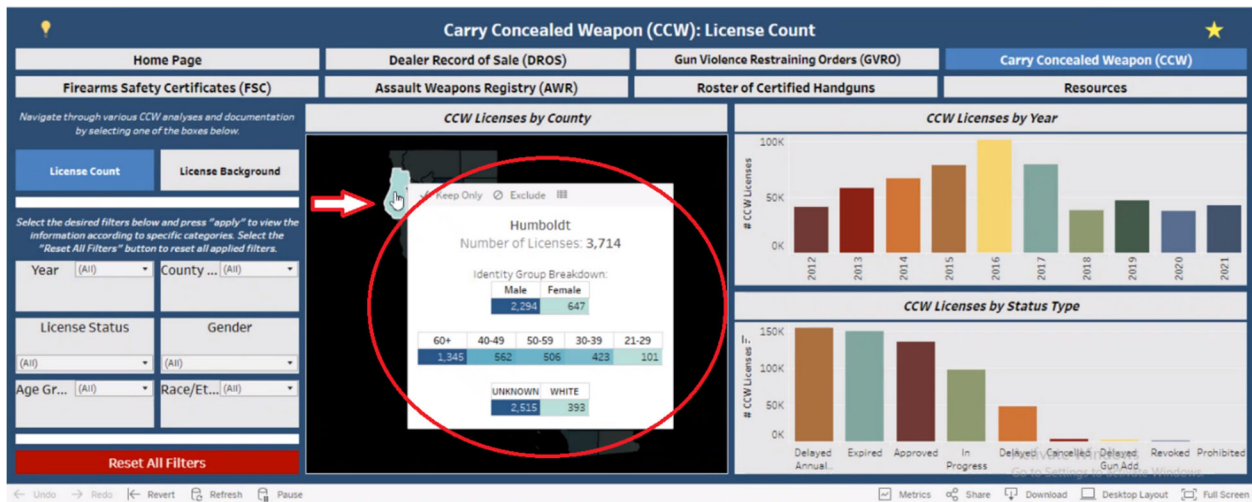 Carry Concealed Weapon (CCW): License Count
Home Page
Dealer Record of Sale (DROS)
Gun Violence Restraining Orders (GVRO)
Carry Concealed Weapon (CCW)
Firearms Safety Certificates (FSC)
Assault Weapons Registry (AWR)
Roster of Certified Handguns
Resources
Navigate through various CCW analyses and documentation
by selecting one of the boxes below.
License Count
License Background
Select the desired filters below and press "apply" to view the
information according to specific categories. Select the
"Reset All Filters" button to reset all applied filters.
Year (All)
County ... (All)
License Status
Gender
(All)
(All)
Age Gr... (All)
Race/Et... (All)
Reset All Filters
CCW Licenses by County
Keep Only Exclude
Humboldt
Number of Licenses: 3,714
Identity Group Breakdown:
Male Female
2,294 647
60+ 40-49 50-59 30-39 21-29
1,345 562 506 423 101
UNKNOWN WHITE
2,515 393
CCW Licenses by Year
# CCW Licenses
100K
50K
0K
2012 2013 2014 2015 2016 2017 2018 2019 2020 2021
CCW Licenses by Status Type
# CCW Licenses
150K
100K
50K
0K
Delayed Expired Approved In Delayed Cancelled Delayed Revoked Prohibited
Annual.. Progress Gun Add
Activate Windows
Go to Settings to activate Windows.
Undo Redo Revert Refresh Pause
Metrics Share Download Desktop Layout Full Screen